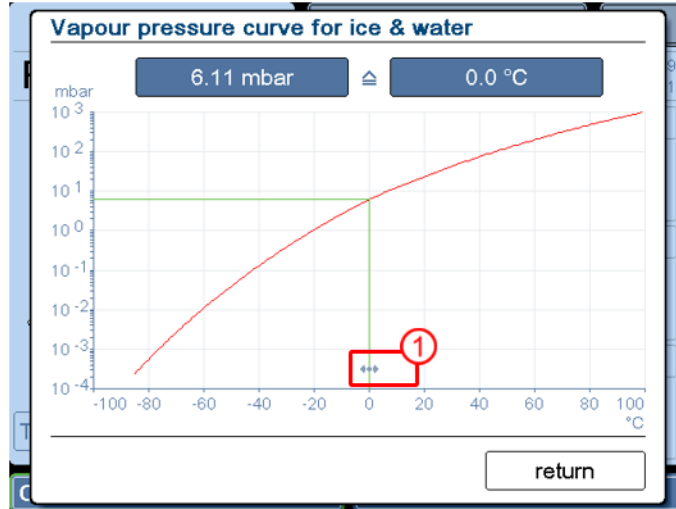 Vapour pressure curve for ice & water
6.11 mbar ≙ 0.0 °C
mbar
10 3
10 2
10 1
10 0
10 -1
10 -2
10 -3
10 -4
-100 -80 -60 -40 -20 0 20 40 60 80 100
°C
1
return